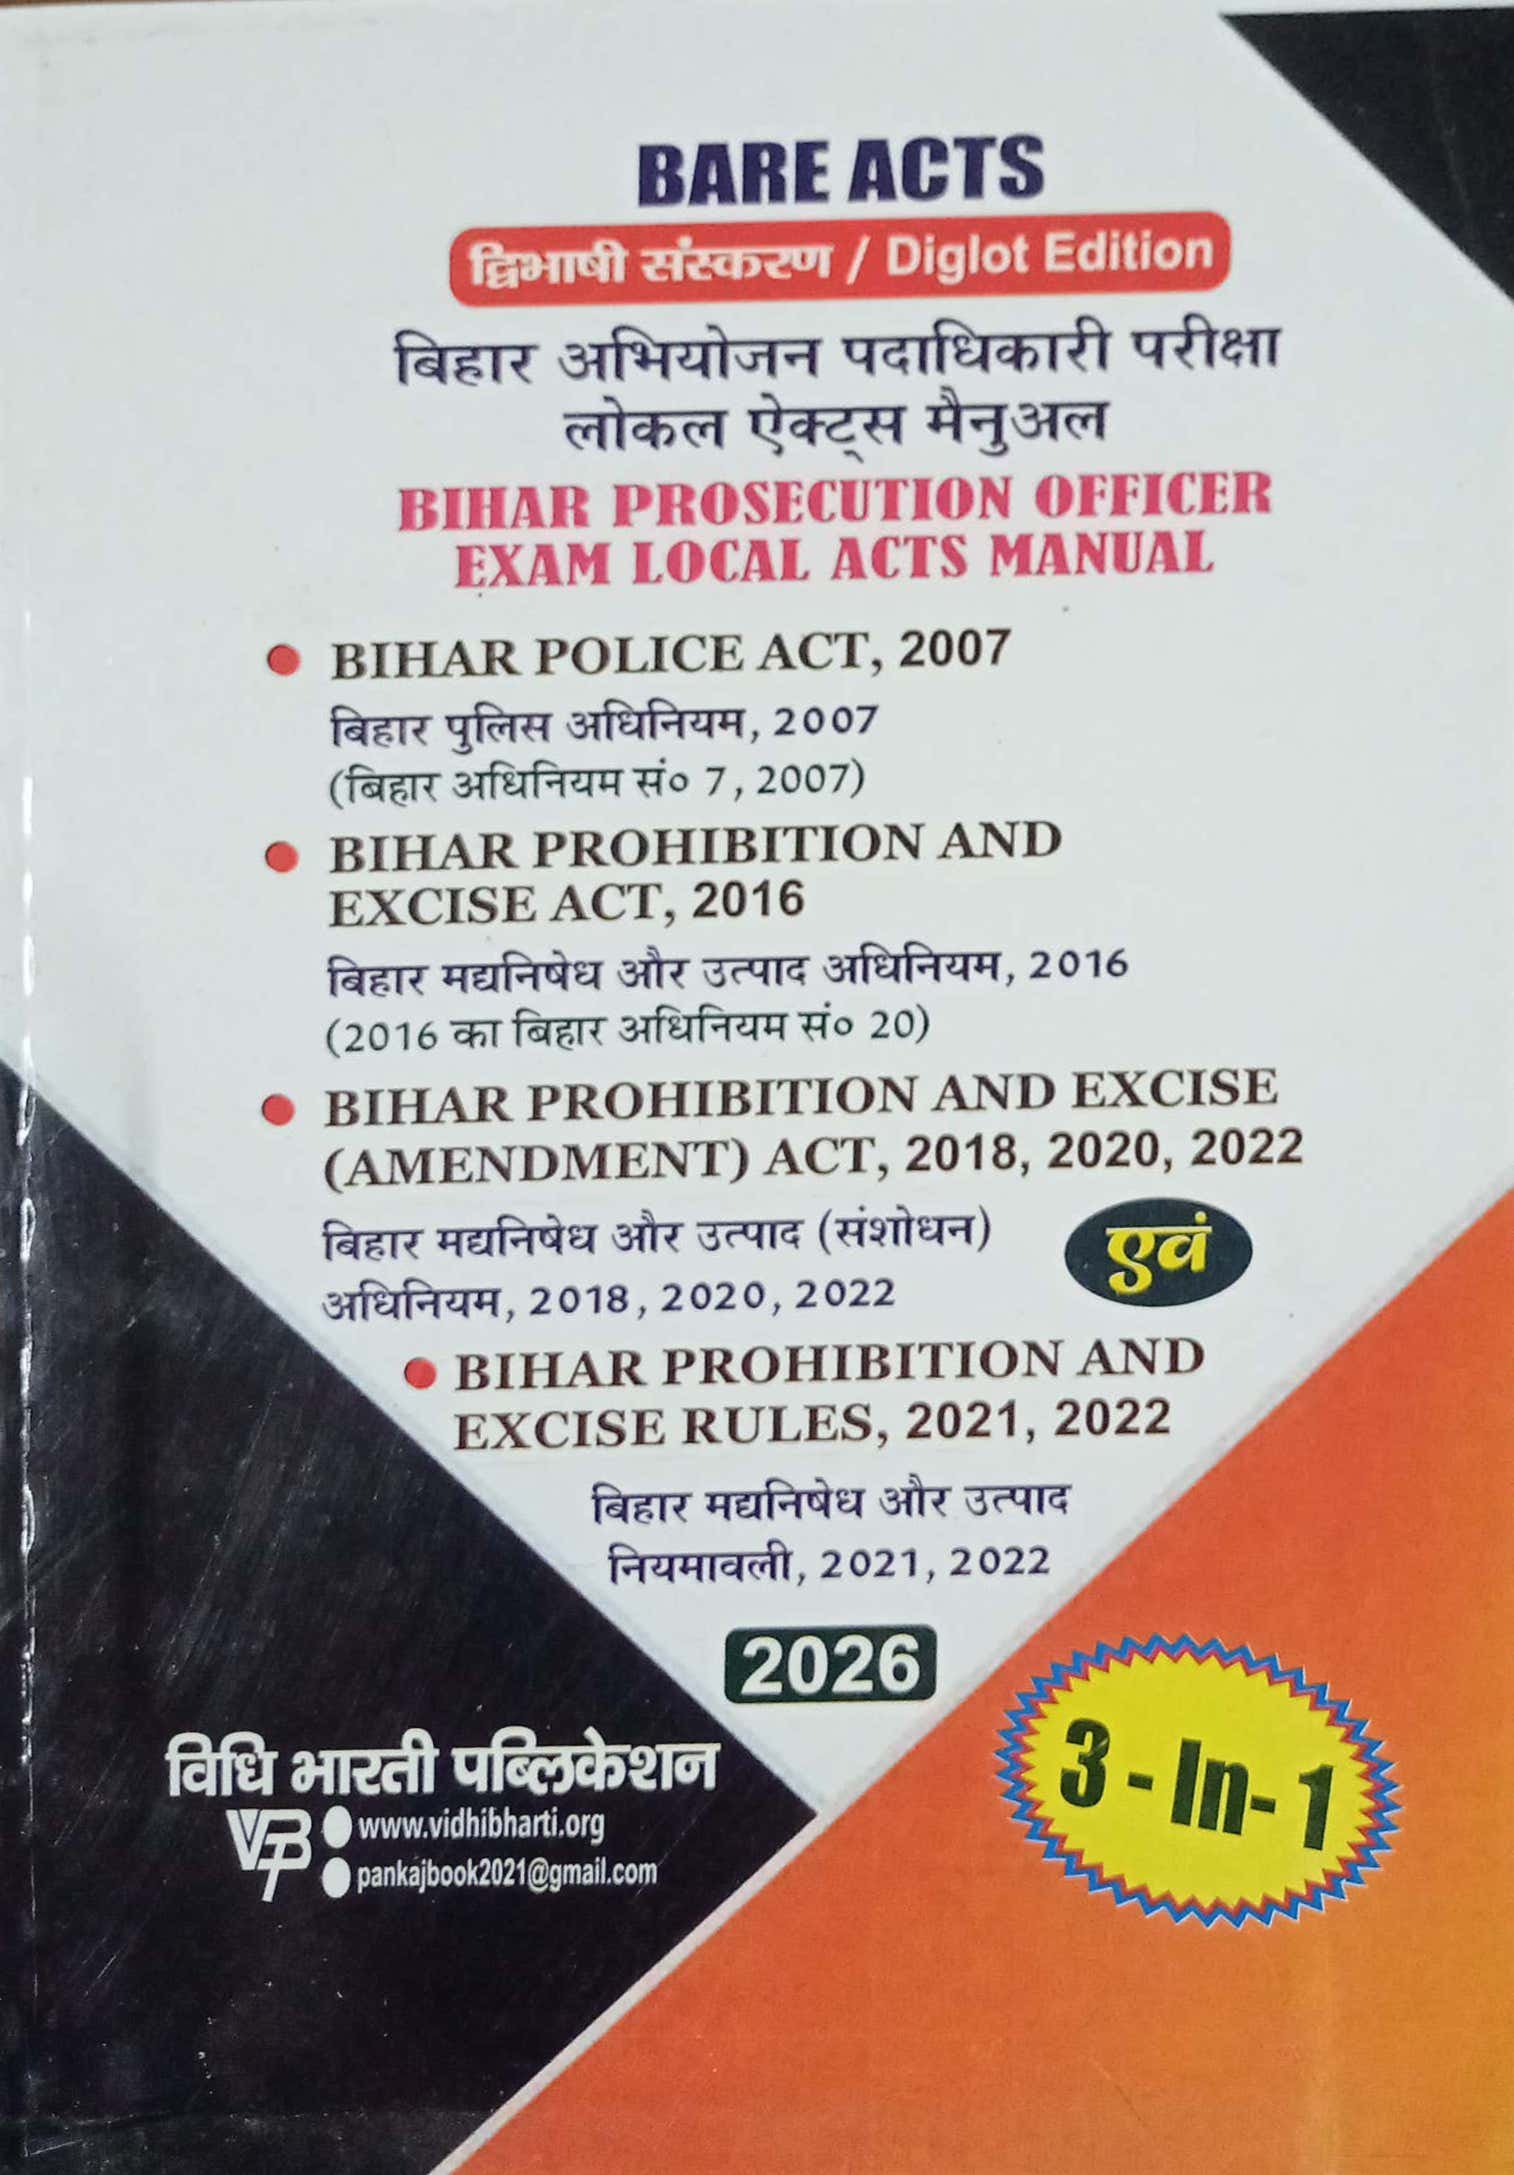 BARE ACTS
द्विभाषी संस्करण / Diglot Edition
बिहार अभियोजन पदाधिकारी परीक्षा
लोकल ऐक्ट्स मैनुअल
BIHAR PROSECUTION OFFICER
EXAM LOCAL ACTS MANUAL
• BIHAR POLICE ACT, 2007
बिहार पुलिस अधिनियम, 2007
(बिहार अधिनियम सं० 7, 2007)
• BIHAR PROHIBITION AND
EXCISE ACT, 2016
बिहार मद्यनिषेध और उत्पाद अधिनियम, 2016
(2016 का बिहार अधिनियम सं० 20)
• BIHAR PROHIBITION AND EXCISE
(AMENDMENT) ACT, 2018, 2020, 2022
बिहार मद्यनिषेध और उत्पाद (संशोधन)
अधिनियम, 2018, 2020, 2022
एवं
• BIHAR PROHIBITION AND
EXCISE RULES, 2021, 2022
बिहार मद्यनिषेध और उत्पाद
नियमावली, 2021, 2022
2026
3 - In- 1
विधि भारती पब्लिकेशन
VBP
www.vidhibharti.org
pankajbook2021@gmail.com